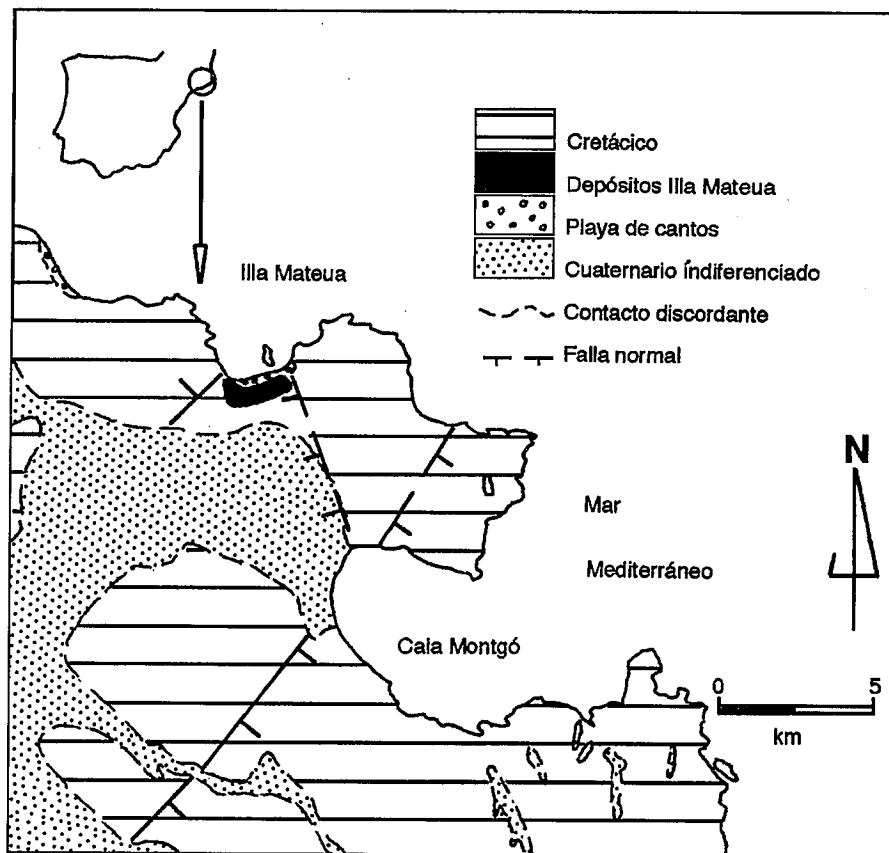 Cretácico
Depósitos Illa Mateua
Playa de cantos
Cuaternario índiferenciado
Contacto discordante
Falla normal
Illa Mateua
N
Mar
Mediterráneo
Cala Montgó
0 5
km